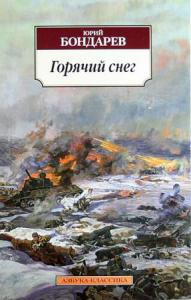 ЮРИЙ
БОНДАРЕВ
Горячий снег
АЗБУКА-КЛАССИКА